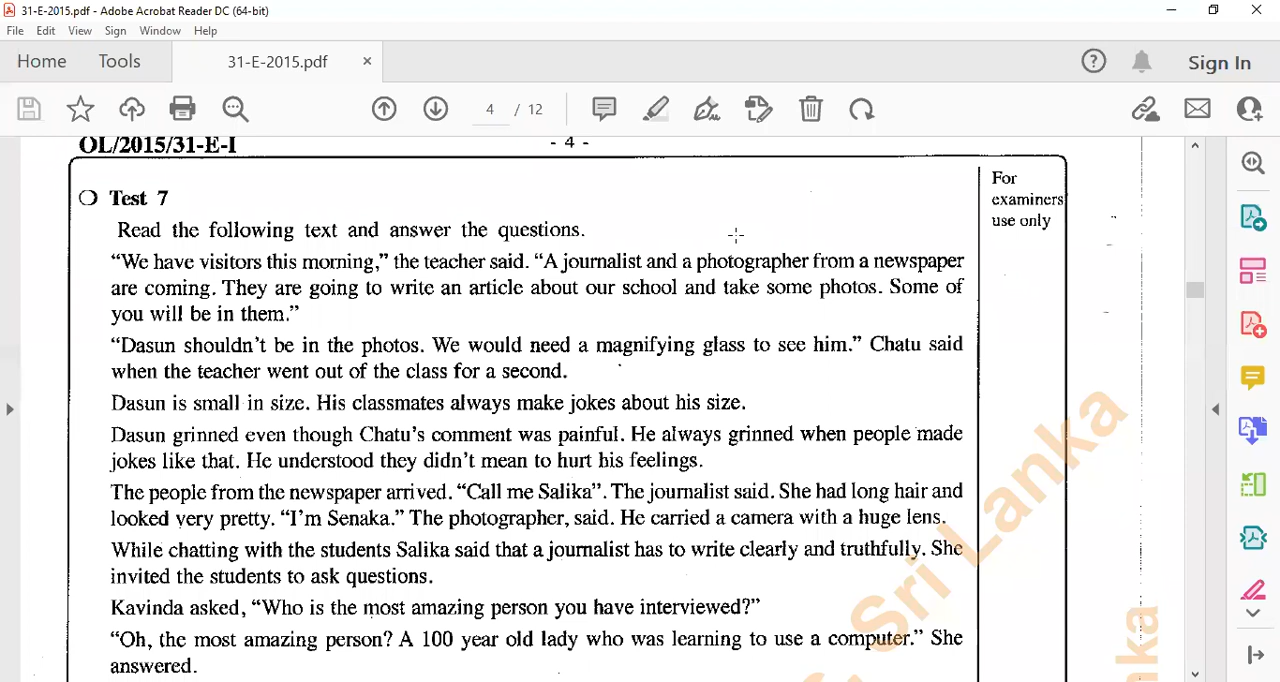 31-E-2015.pdf - Adobe Acrobat Reader DC (64-bit)
File Edit View Sign Window Help
Home Tools 31-E-2015.pdf × Sign In
4 / 12
OL/2015/31-E-I - 4 -
For
examiners
use only
Test 7
Read the following text and answer the questions.
“We have visitors this morning,” the teacher said. “A journalist and a photographer from a newspaper
are coming. They are going to write an article about our school and take some photos. Some of
you will be in them.”
“Dasun shouldn’t be in the photos. We would need a magnifying glass to see him.” Chatu said
when the teacher went out of the class for a second.
Dasun is small in size. His classmates always make jokes about his size.
Dasun grinned even though Chatu’s comment was painful. He always grinned when people made
jokes like that. He understood they didn’t mean to hurt his feelings.
The people from the newspaper arrived. “Call me Salika”. The journalist said. She had long hair and
looked very pretty. “I’m Senaka.” The photographer, said. He carried a camera with a huge lens.
While chatting with the students Salika said that a journalist has to write clearly and truthfully. She
invited the students to ask questions.
Kavinda asked, “Who is the most amazing person you have interviewed?”
“Oh, the most amazing person? A 100 year old lady who was learning to use a computer.” She
answered.
Sri Lanka
nka